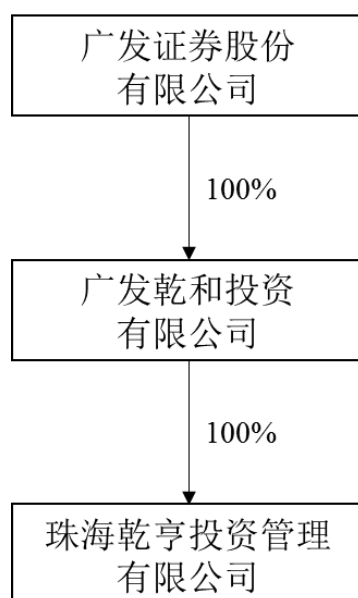 广发证券股份
有限公司
100%
广发乾和投资
有限公司
100%
珠海乾亨投资管理
有限公司